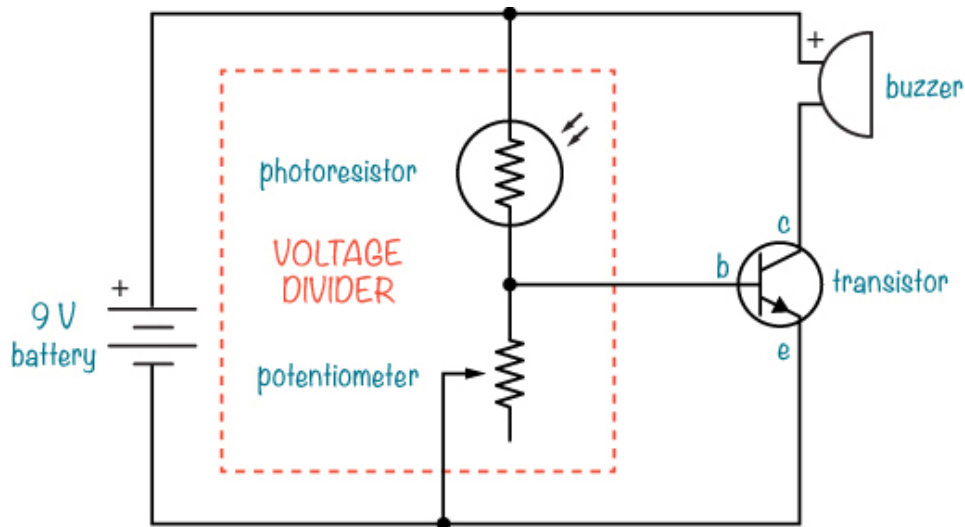 +
buzzer
photoresistor
c
VOLTAGE
DIVIDER
b
transistor
+
9 V
battery
e
potentiometer